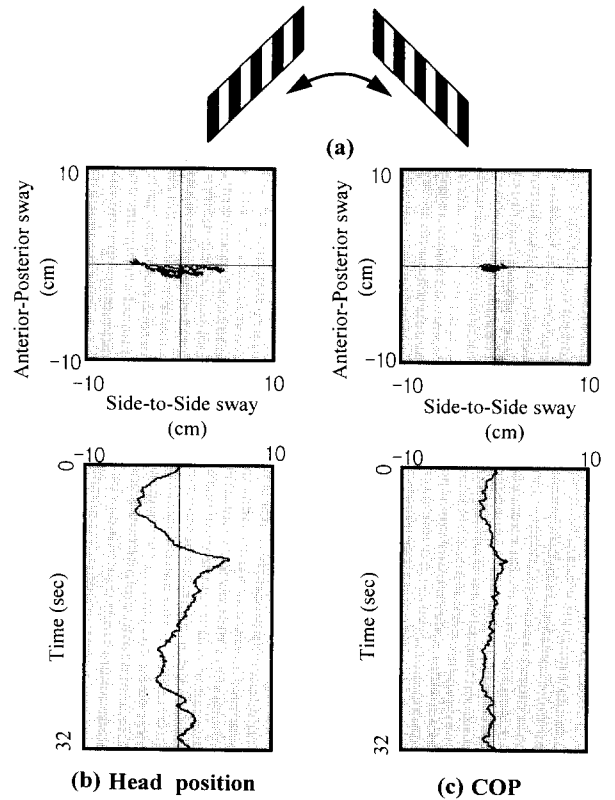 (a)
10
Anterior-Posterior sway
(cm)
-10
-10
10
Side-to-Side sway
(cm)
10
Anterior-Posterior sway
(cm)
-10
-10
10
Side-to-Side sway
(cm)
-10
10
0
Time (sec)
32
(b) Head position
-10
10
0
Time (sec)
32
(c) COP